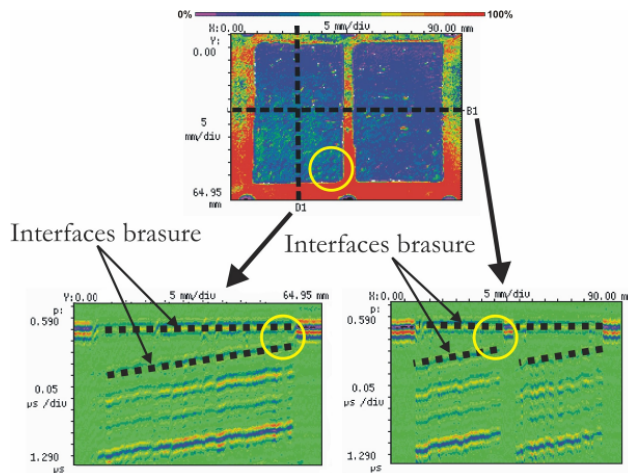 0% 100%
X:0.00 5 mm/div 90.00 mm
Y:
0.00
5
mm/div
64.95
mm
B1
D1
Interfaces brasure
Interfaces brasure
Y:0.00 5 mm/div 64.95 mm
p:
0.590
0.05
µs /div
1.290
µs
X:0.00 5 mm/div 90.00 mm
p:
0.590
0.05
µs/div
1.290
µs